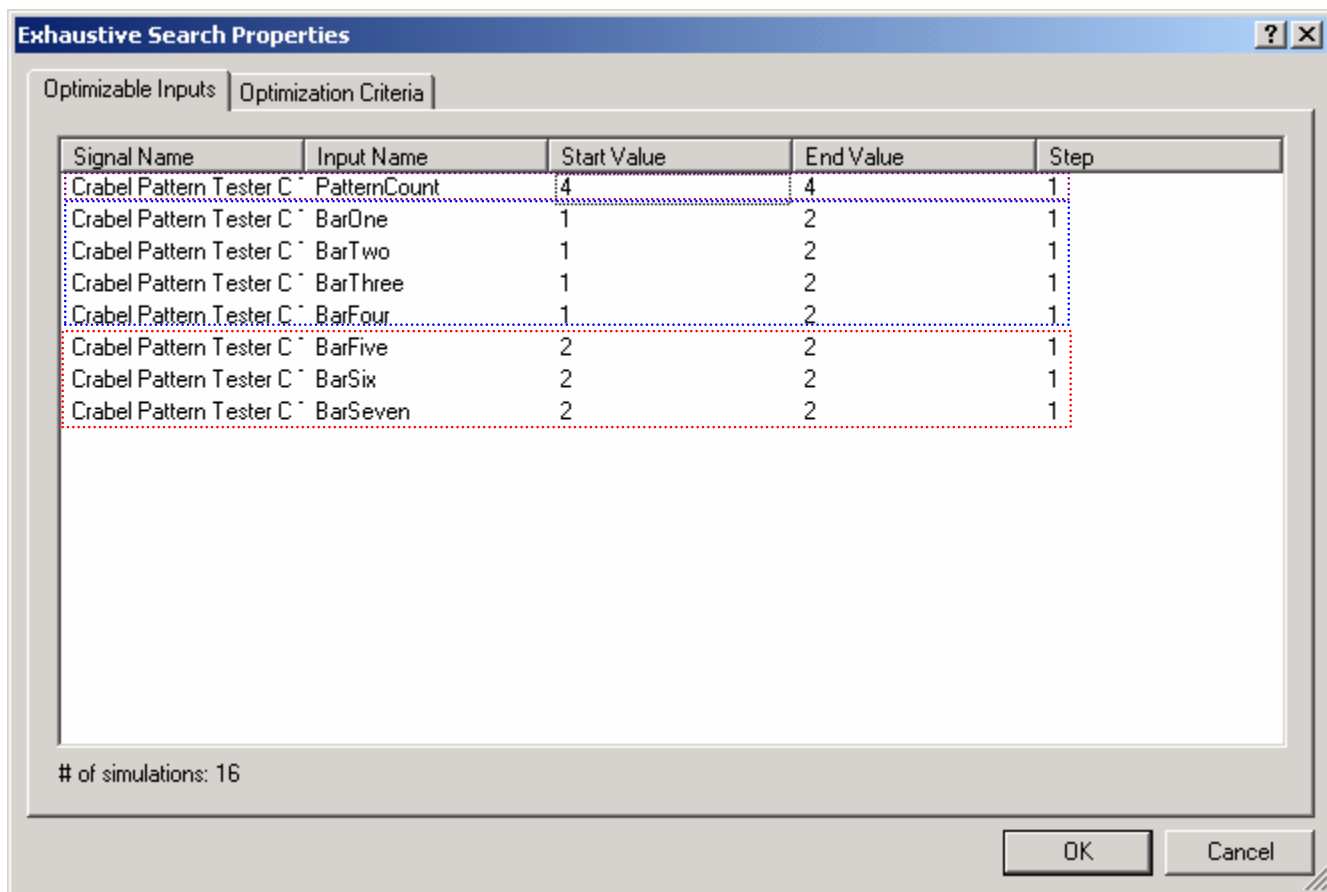 Exhaustive Search Properties
Optimizable Inputs Optimization Criteria
Signal Name Input Name Start Value End Value Step
Crabel Pattern Tester C PatternCount 4 4 1
Crabel Pattern Tester C BarOne 1 2 1
Crabel Pattern Tester C BarTwo 1 2 1
Crabel Pattern Tester C BarThree 1 2 1
Crabel Pattern Tester C BarFour 1 2 1
Crabel Pattern Tester C BarFive 2 2 1
Crabel Pattern Tester C BarSix 2 2 1
Crabel Pattern Tester C BarSeven 2 2 1
# of simulations: 16
OK Cancel